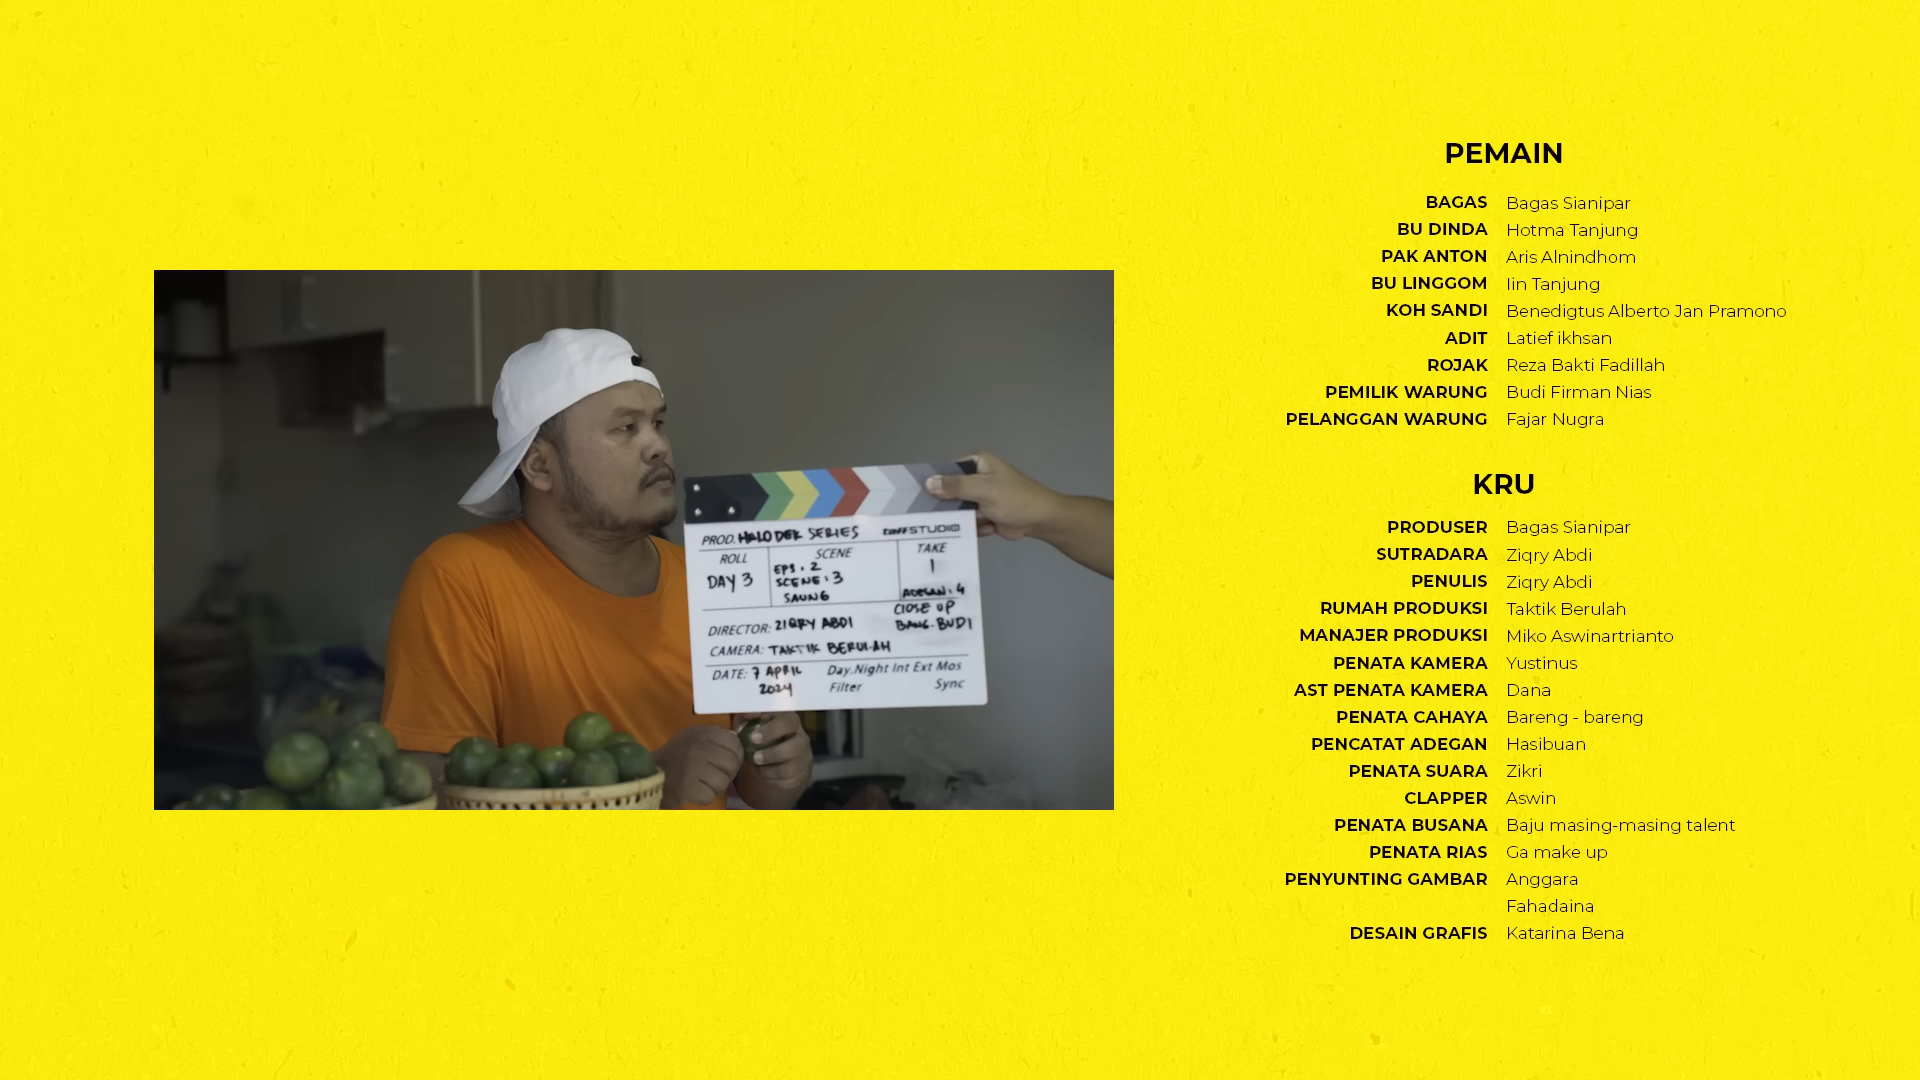 PROD. HALO DEK SERIES
STUDIO
ROLL SCENE TAKE
DAY 3
EPS : 2
SCENE : 3
SAUNG
1
ADEGAN : 4
CLOSE UP
BANG. BUDI
DIRECTOR: ZIQRY ABDI
CAMERA: TAKTIK BERULAH
DATE: 7 APRIL
2024
Day.Night Int Ext Mos
Filter Sync
PEMAIN
BAGAS Bagas Sianipar
BU DINDA Hotma Tanjung
PAK ANTON Aris Alnindhom
BU LINGGOM Iin Tanjung
KOH SANDI Benedigtus Alberto Jan Pramono
ADIT Latief ikhsan
ROJAK Reza Bakti Fadillah
PEMILIK WARUNG Budi Firman Nias
PELANGGAN WARUNG Fajar Nugra
KRU
PRODUSER Bagas Sianipar
SUTRADARA Ziqry Abdi
PENULIS Ziqry Abdi
RUMAH PRODUKSI Taktik Berulah
MANAJER PRODUKSI Miko Aswinartrianto
PENATA KAMERA Yustinus
AST PENATA KAMERA Dana
PENATA CAHAYA Bareng - bareng
PENCATAT ADEGAN Hasibuan
PENATA SUARA Zikri
CLAPPER Aswin
PENATA BUSANA Baju masing-masing talent
PENATA RIAS Ga make up
PENYUNTING GAMBAR Anggara
Fahadaina
DESAIN GRAFIS Katarina Bena